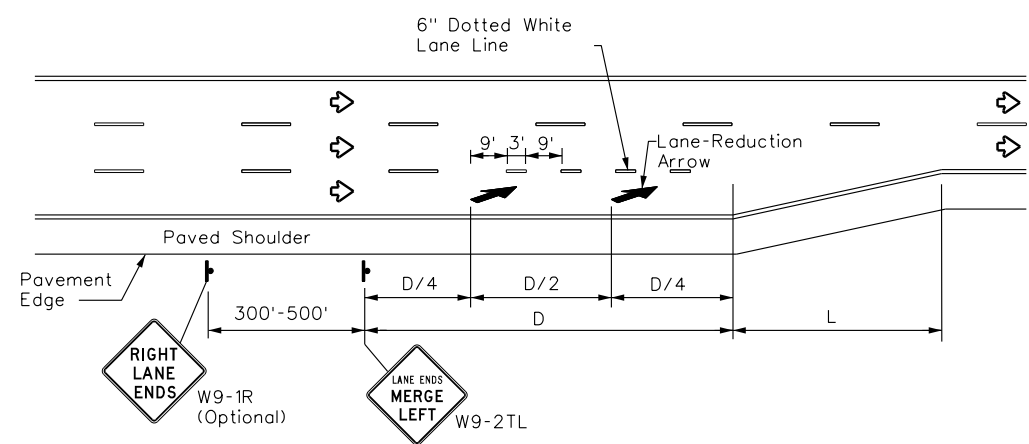 6" Dotted White
Lane Line
9'
3'
9'
Lane-Reduction
Arrow
Paved Shoulder
Pavement
Edge
D/4
D/2
D/4
300'-500'
D
L
RIGHT
LANE
ENDS
W9-1R
(Optional)
LANE ENDS
MERGE
LEFT
W9-2TL